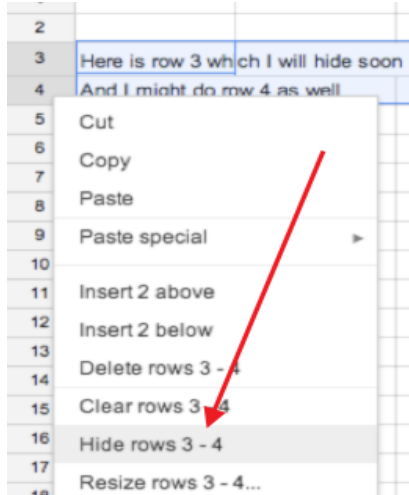 2
3 Here is row 3 which I will hide soon
4 And I might do row 4 as well
5 Cut
6 Copy
7
8 Paste
9 Paste special
10
11 Insert 2 above
12 Insert 2 below
13
14 Delete rows 3 - 4
15 Clear rows 3 - 4
16 Hide rows 3 - 4
17
18 Resize rows 3 - 4...